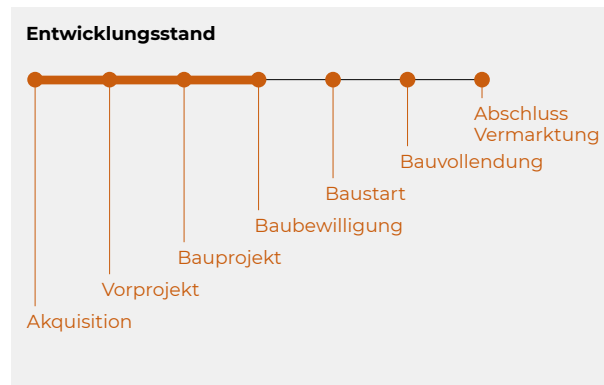 Entwicklungsstand
Abschluss
Vermarktung
Bauvollendung
Baustart
Baubewilligung
Bauprojekt
Vorprojekt
Akquisition